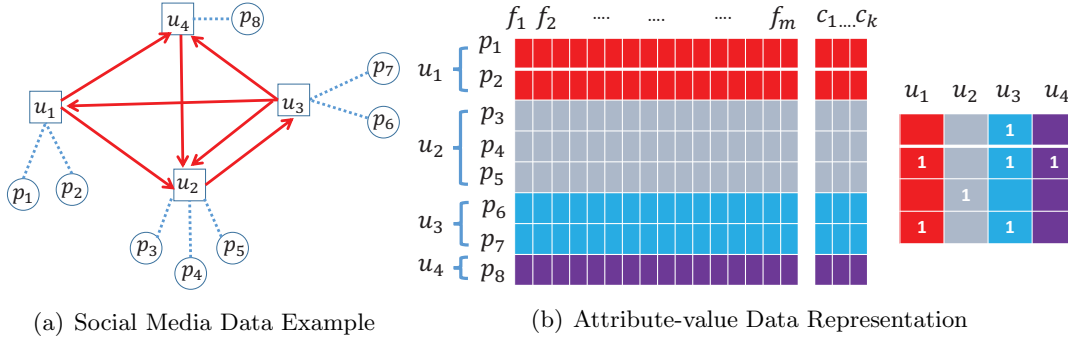 u4 p8
p7
u1 u3
p6
u2
p1 p2
p3 p5
p4
(a) Social Media Data Example
f1 f2 .... .... .... fm c1....ck
p1
u1
p2
p3
u2 p4
p5
p6
u3
p7
u4 p8
u1 u2 u3 u4
1
1 1 1
1
1 1
(b) Attribute-value Data Representation